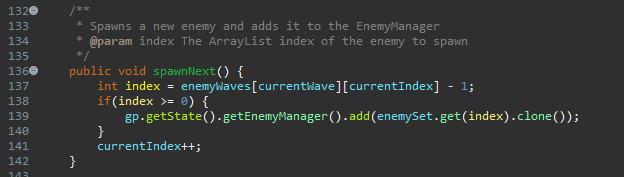 132 /**
133 * Spawns a new enemy and adds it to the EnemyManager
134 * @param index The ArrayList index of the enemy to spawn
135 */
136 public void spawnNext() {
137 int index = enemyWaves[currentWave][currentIndex] - 1;
138 if(index >= 0) {
139 gp.getState().getEnemyManager().add(enemySet.get(index).clone());
140 }
141 currentIndex++;
142 }
143